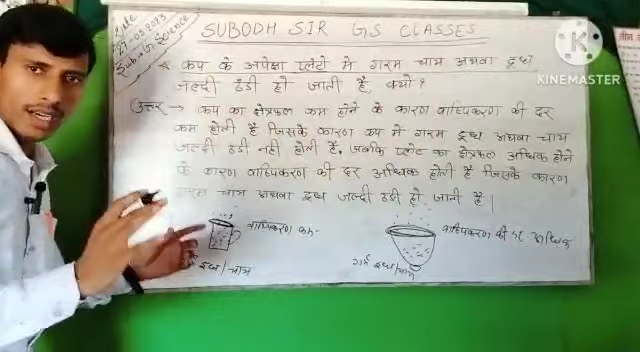 Date
27-05-2023
Sub-G. Science
SUBODH SIR GS CLASSES
KINEMASTER
कप के अपेक्षा प्लेटो मे गरम चाय अथवा दूध
जल्दी ठंडी हो जाती है क्यों?
उत्तर → कप का क्षेत्रफल कम होने के कारण वाष्पिकरण की दर
कम होती है जिसके कारण कप मे गरम दूध अथवा चाय
जल्दी ठंडी नही होती है, जबकि प्लेट का क्षेत्रफल अधिक होने
के कारण वाष्पिकरण की दर अधिक होती है जिसके कारण
गरम चाय अथवा दूध जल्दी ठंडी हो जाती है|
वाष्पिकरण कम
दूध/चाय
वाष्पिकरण की दर अधिक
गर्म दूध/चाय